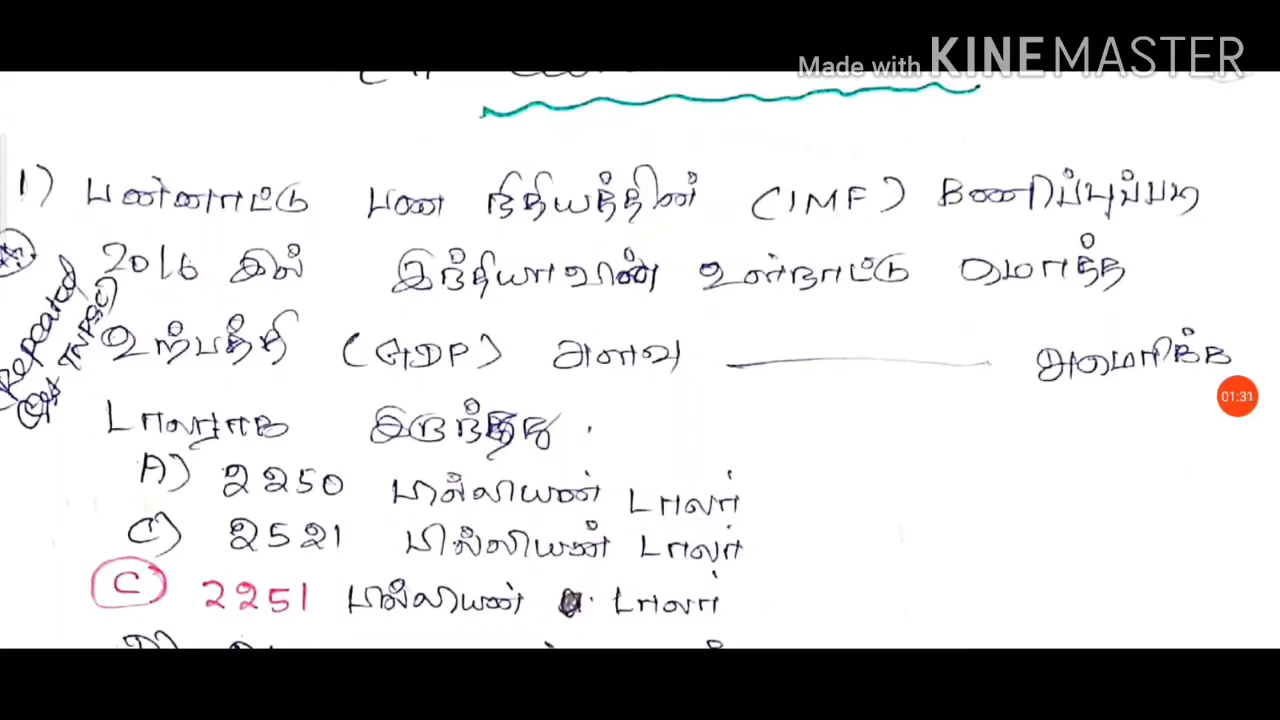 Made with KINEMASTER
1) பன்னாட்டு பண நிதியத்தின் (IMF) கணிப்புப்படி
2016 இல் இந்தியாவின் உள்நாட்டு மொத்த
Repeated
Qst TNPSC
உற்பத்தி (GDP) அளவு ________ அமெரிக்க
01:31
டாலராக இருந்தது.
A) 2250 பில்லியன் டாலர்
C) 2521 பில்லியன் டாலர்
C 2251 பில்லியன் டாலர்